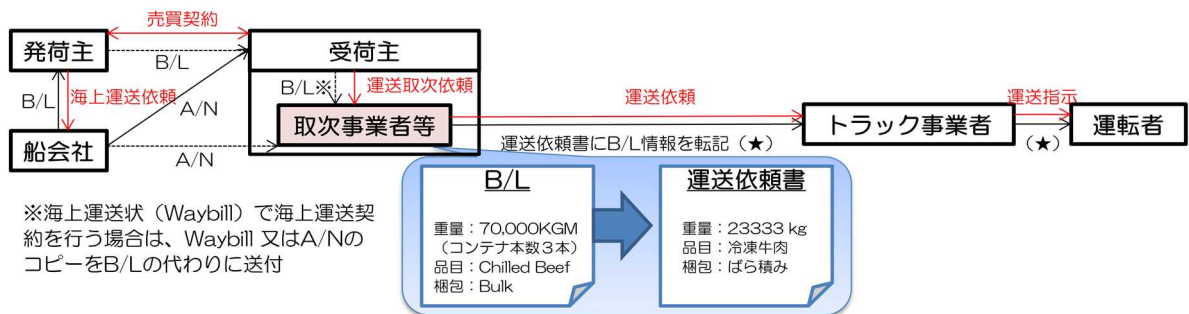 売買契約
発荷主
受荷主
B/L
B/L
海上運送依頼
A/N
B/L※
運送取次依頼
取次事業者等
運送依頼
運送依頼書にB/L情報を転記（★）
トラック事業者
運送指示
（★）
運転者
船会社
A/N
※海上運送状（Waybill）で海上運送契
約を行う場合は、Waybill 又はA/Nの
コピーをB/Lの代わりに送付
B/L
重量：70,000KGM
（コンテナ本数３本）
品目：Chilled Beef
梱包：Bulk
運送依頼書
重量：23333 kg
品目：冷凍牛肉
梱包：ばら積み